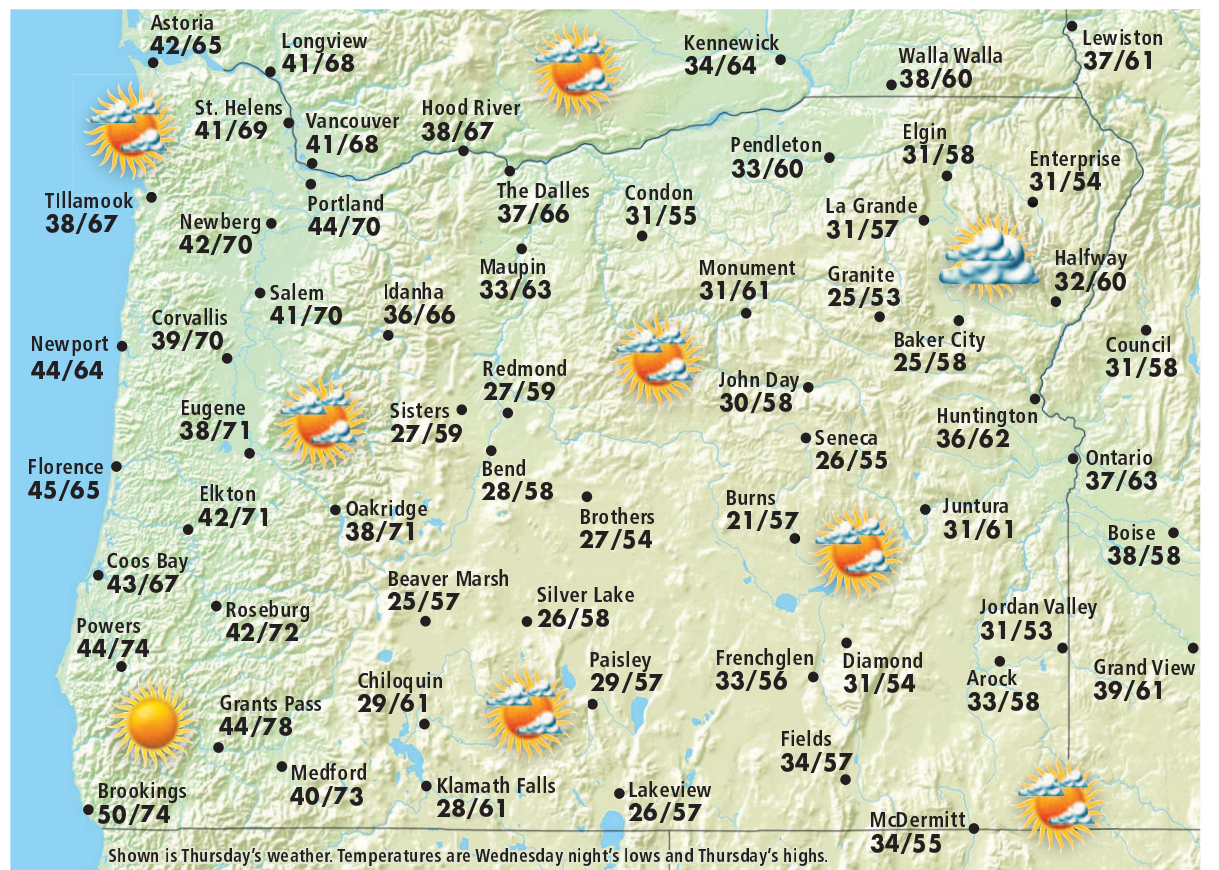 Astoria
42/65
Longview
41/68
Kennewick
34/64
Walla Walla
38/60
Lewiston
37/61
St. Helens
41/69
Vancouver
41/68
Hood River
38/67
Pendleton
33/60
Elgin
31/58
Enterprise
31/54
TIllamook
38/67
Newberg
42/70
Portland
44/70
The Dalles
37/66
Condon
31/55
La Grande
31/57
Maupin
33/63
Monument
31/61
Granite
25/53
Halfway
32/60
Salem
41/70
Idanha
36/66
Corvallis
39/70
Newport
44/64
Baker City
25/58
Council
31/58
Redmond
27/59
John Day
30/58
Eugene
38/71
Sisters
27/59
Huntington
36/62
Seneca
26/55
Florence
45/65
Bend
28/58
Ontario
37/63
Elkton
42/71
Oakridge
38/71
Brothers
27/54
Burns
21/57
Juntura
31/61
Boise
38/58
Coos Bay
43/67
Beaver Marsh
25/57
Silver Lake
26/58
Roseburg
42/72
Jordan Valley
31/53
Powers
44/74
Paisley
29/57
Frenchglen
33/56
Diamond
31/54
Arock
33/58
Grand View
39/61
Chiloquin
29/61
Grants Pass
44/78
Fields
34/57
Medford
40/73
Klamath Falls
28/61
Lakeview
26/57
Brookings
50/74
McDermitt
34/55
Shown is Thursday's weather. Temperatures are Wednesday night's lows and Thursday's highs.